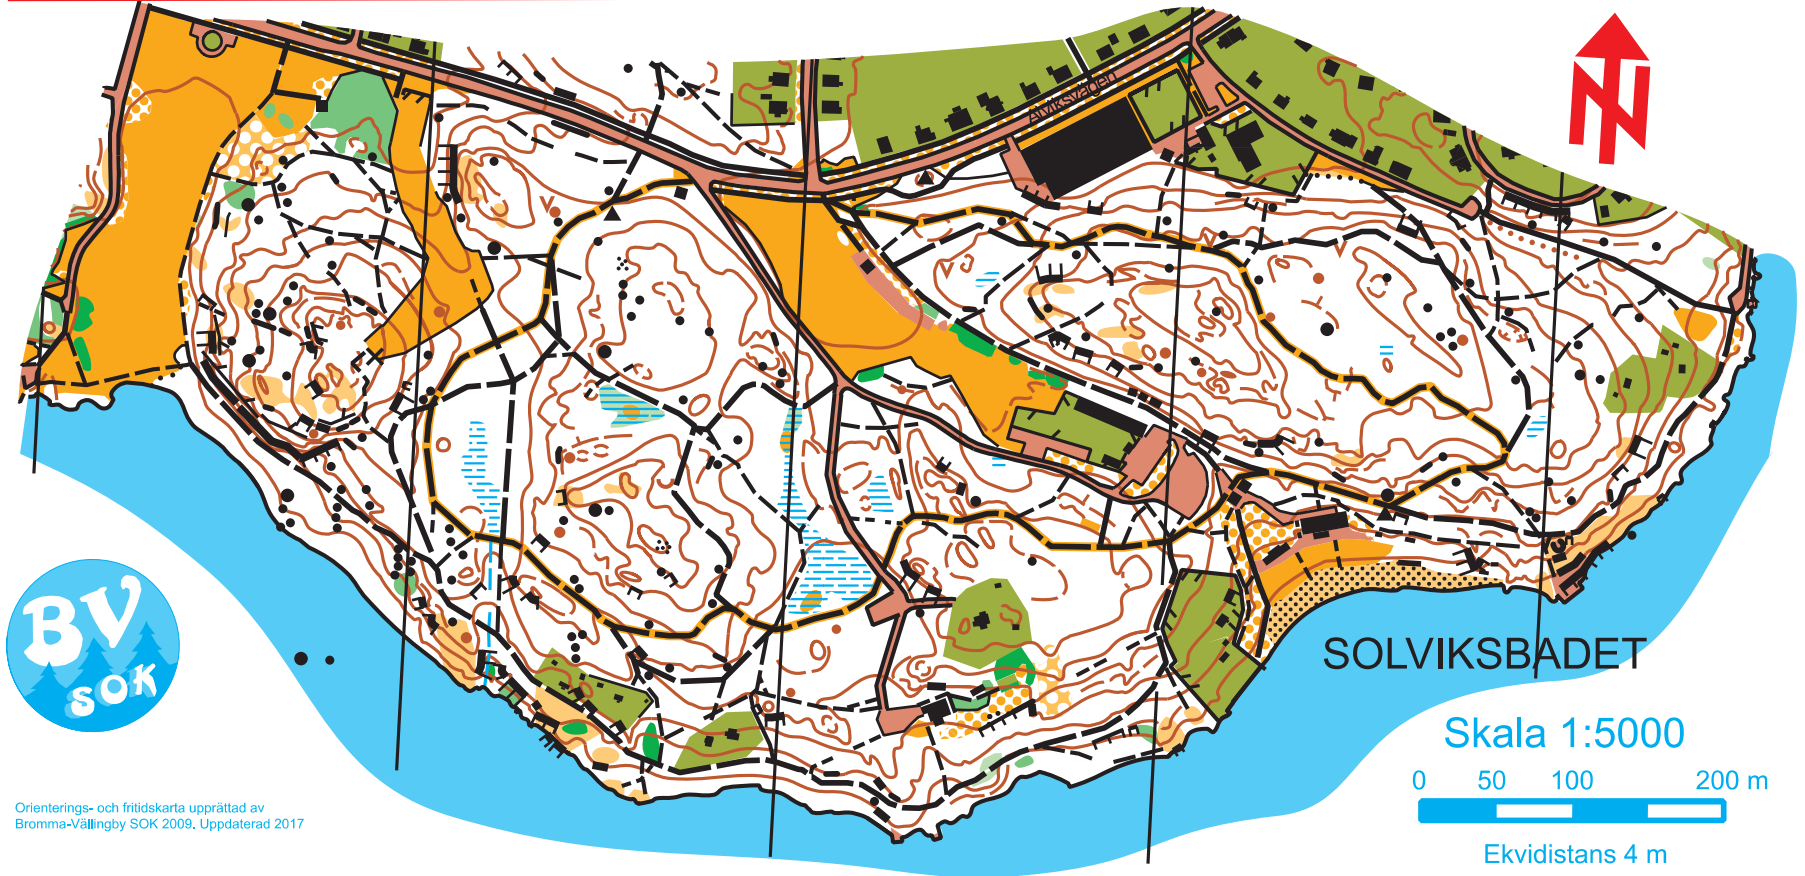 Alviksvägen
BV
SOK
SOLVIKSBADET
Skala 1:5000
0 50 100 200 m
Ekvidistans 4 m
Orienterings- och fritidskarta upprättad av
Bromma-Vällingby SOK 2009. Uppdaterad 2017